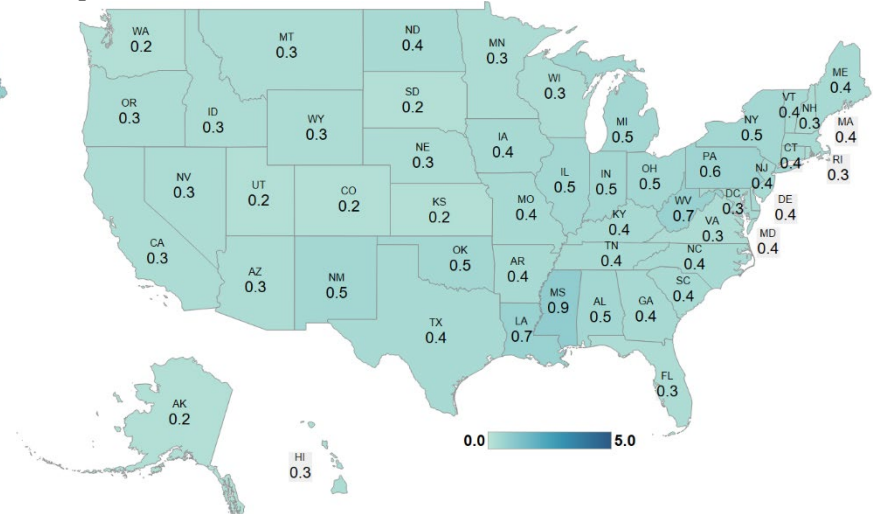 WA
0.2
MT
0.3
ND
0.4
MN
0.3
OR
0.3
ID
0.3
WY
0.3
SD
0.2
WI
0.3
MI
0.5
NY
0.5
VT
0.4
NH
0.3
ME
0.4
MA
0.4
CT
0.4
RI
0.3
NV
0.3
UT
0.2
CO
0.2
NE
0.3
KS
0.2
IA
0.4
MO
0.4
IL
0.5
IN
0.5
OH
0.5
PA
0.6
NJ
0.4
DE
0.4
MD
0.4
DC
0.3
WV
0.7
VA
0.3
KY
0.4
TN
0.4
NC
0.4
SC
0.4
CA
0.3
AZ
0.3
NM
0.5
OK
0.5
AR
0.4
TX
0.4
LA
0.7
MS
0.9
AL
0.5
GA
0.4
FL
0.3
AK
0.2
HI
0.3
0.0 5.0